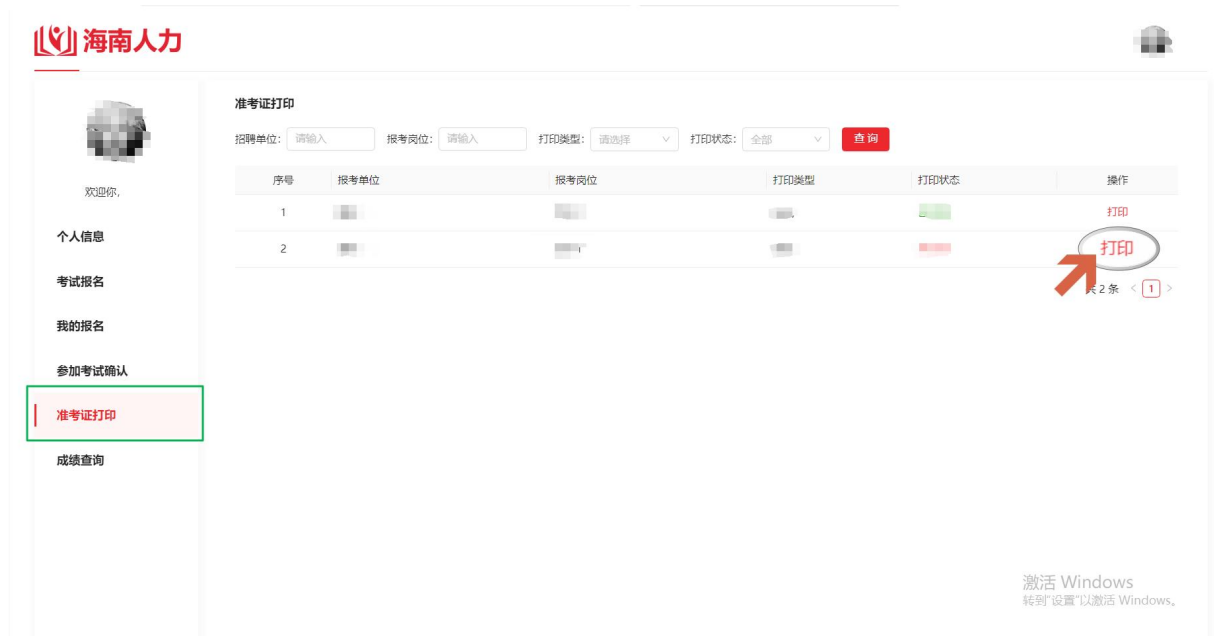 海南人力
准考证打印
招聘单位: 请输入 报考岗位: 请输入 打印类型: 请选择 打印状态: 全部 查询
序号 报考单位 报考岗位 打印类型 打印状态 操作
1 打印
2 打印
共 2 条 < 1 >
欢迎你,
个人信息
考试报名
我的报名
参加考试确认
准考证打印
成绩查询
激活 Windows
转到"设置"以激活 Windows。